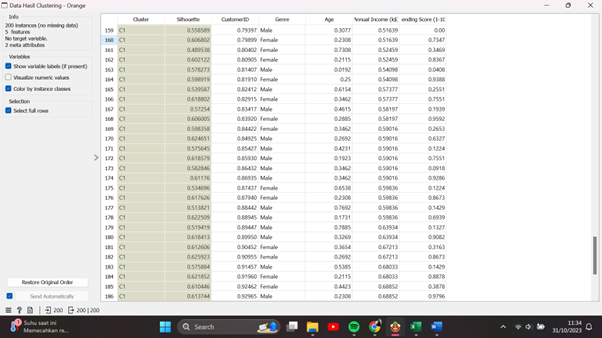 Data Hasil Clustering - Orange
Info
200 instances (no missing data)
5 features
No target variable.
2 meta attributes
Variables
Show variable labels (if present)
Visualize numeric values
Color by instance classes
Selection
Select full rows
Restore Original Order
Send Automatically
200 200 | 200
Cluster Silhouette CustomerID Genre Age Annual Income (k$) ending Score (1-10
159 C1 0.558589 0.79397 Male 0.3077 0.51639 0.00
160 C1 0.606802 0.79899 Female 0.2308 0.51639 0.7347
161 C1 0.489538 0.80402 Female 0.7308 0.52459 0.3469
162 C1 0.602122 0.80905 Female 0.2115 0.52459 0.8367
163 C1 0.578273 0.81407 Male 0.0192 0.54098 0.0408
164 C1 0.598919 0.81910 Female 0.25 0.54098 0.9388
165 C1 0.539587 0.82412 Male 0.6154 0.57377 0.2551
166 C1 0.618802 0.82915 Female 0.3462 0.57377 0.7551
167 C1 0.57254 0.83417 Male 0.4615 0.58197 0.1939
168 C1 0.606005 0.83920 Female 0.2885 0.58197 0.9592
169 C1 0.598358 0.84422 Female 0.3462 0.59016 0.2653
170 C1 0.624651 0.84925 Male 0.2692 0.59016 0.6327
171 C1 0.575645 0.85427 Male 0.4231 0.59016 0.1224
172 C1 0.618579 0.85930 Male 0.1923 0.59016 0.7551
173 C1 0.582846 0.86432 Male 0.3462 0.59016 0.0918
174 C1 0.61176 0.86935 Male 0.3462 0.59016 0.9286
175 C1 0.534696 0.87437 Female 0.6538 0.59836 0.1224
176 C1 0.617626 0.87940 Female 0.2308 0.59836 0.8673
177 C1 0.513821 0.88442 Male 0.7692 0.59836 0.1429
178 C1 0.622509 0.88945 Male 0.1731 0.59836 0.6939
179 C1 0.519419 0.89447 Male 0.7885 0.63934 0.1327
180 C1 0.618413 0.89950 Male 0.3269 0.63934 0.9082
181 C1 0.612606 0.90452 Female 0.3654 0.67213 0.3163
182 C1 0.625923 0.90955 Female 0.2692 0.67213 0.8673
183 C1 0.575884 0.91457 Male 0.5385 0.68033 0.1429
184 C1 0.621852 0.91960 Female 0.2115 0.68033 0.8878
185 C1 0.610446 0.92462 Female 0.4423 0.68852 0.3878
186 C1 0.613744 0.92965 Male 0.2308 0.68852 0.9796
Suhu saat ini
Memecahkan re...
Search
11:34
31/10/2023